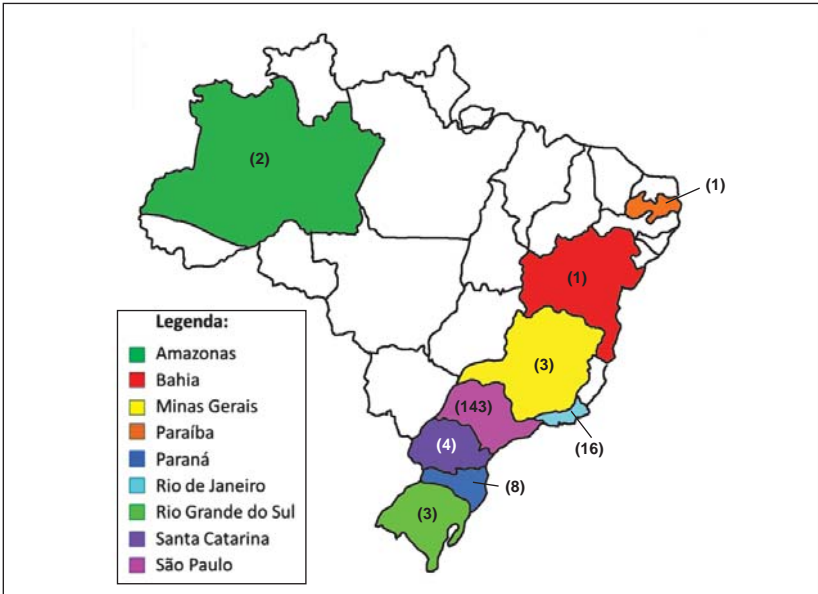 (2)
(1)
(1)
(3)
(143)
(16)
(4)
(8)
(3)
Legenda:
Amazonas
Bahia
Minas Gerais
Paraíba
Paraná
Rio de Janeiro
Rio Grande do Sul
Santa Catarina
São Paulo